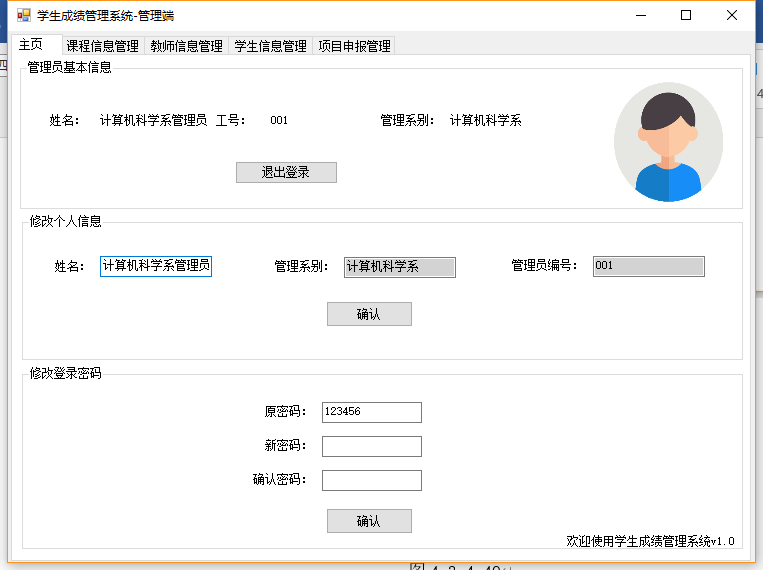 学生成绩管理系统-管理端
主页 课程信息管理 教师信息管理 学生信息管理 项目申报管理
管理员基本信息
姓名： 计算机科学系管理员 工号： 001 管理系别： 计算机科学系
退出登录
修改个人信息
姓名： 计算机科学系管理员 管理系别： 计算机科学系 管理员编号： 001
确认
修改登录密码
原密码： 123456
新密码：
确认密码：
确认
欢迎使用学生成绩管理系统v1.0